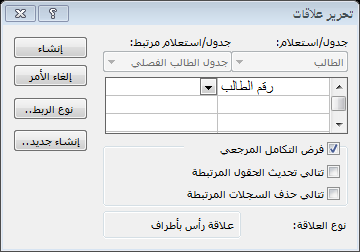 تحرير علاقات
جدول/استعلام: جدول/استعلام مرتبط:
الطالب جدول الطالب الفصلي
رقم الطالب
فرض التكامل المرجعي
تتالي تحديث الحقول المرتبطة
تتالي حذف السجلات المرتبطة
نوع العلاقة: علاقة رأس بأطراف
إنشاء
إلغاء الأمر
نوع الربط..
إنشاء جديد..